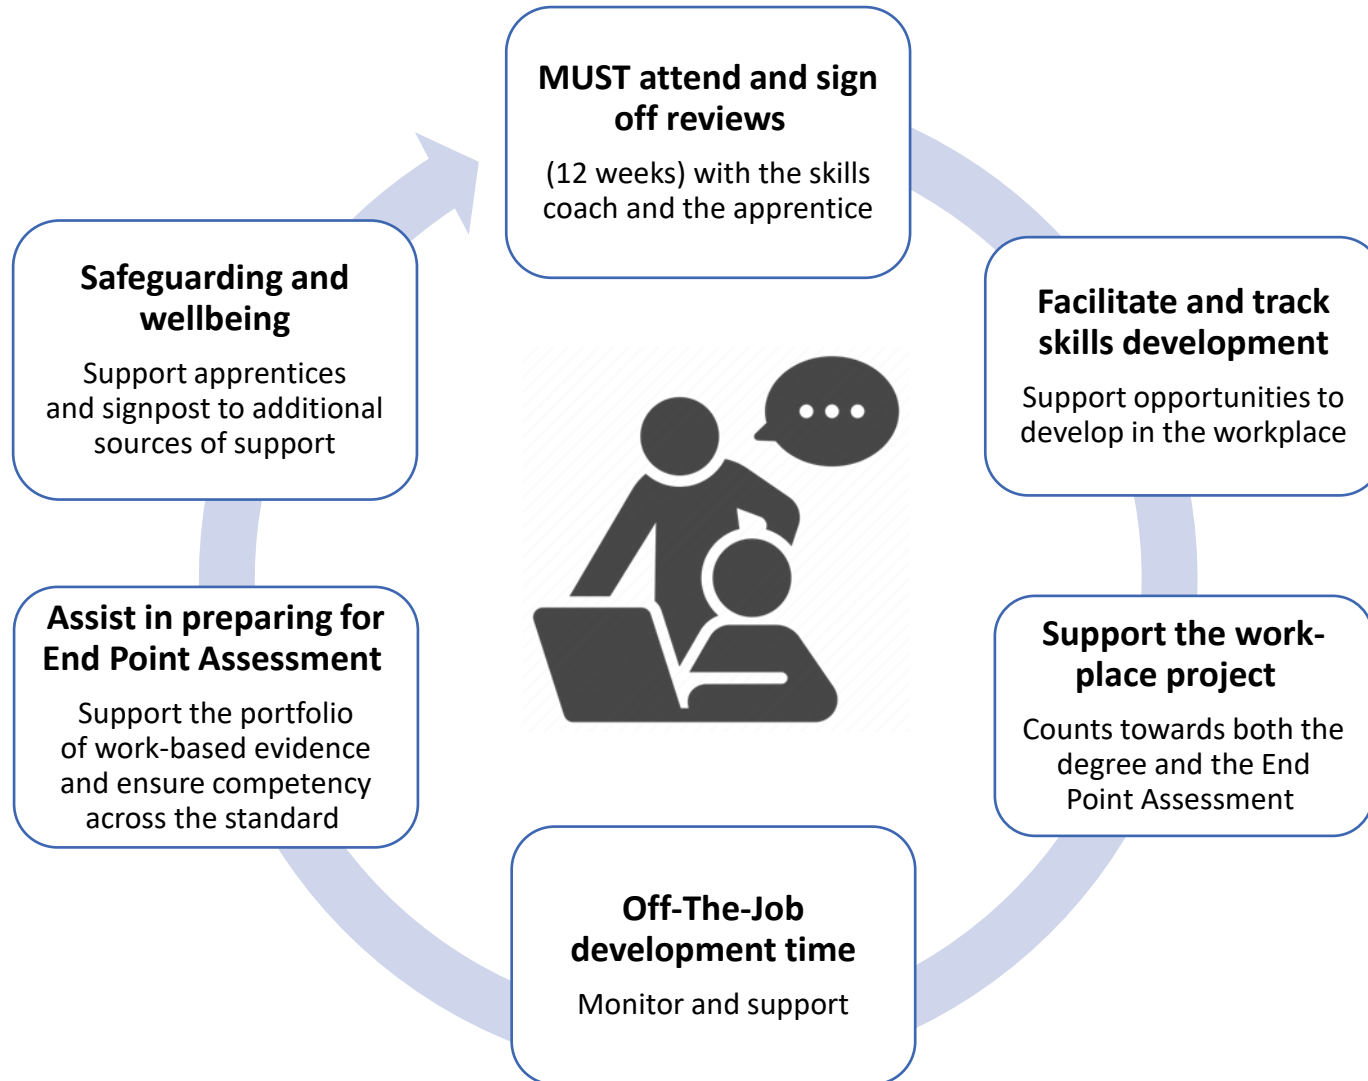 MUST attend and sign
off reviews
(12 weeks) with the skills
coach and the apprentice
Facilitate and track
skills development
Support opportunities to
develop in the workplace
Support the work-
place project
Counts towards both the
degree and the End
Point Assessment
Off-The-Job
development time
Monitor and support
Assist in preparing for
End Point Assessment
Support the portfolio
of work-based evidence
and ensure competency
across the standard
Safeguarding and
wellbeing
Support apprentices
and signpost to additional
sources of support